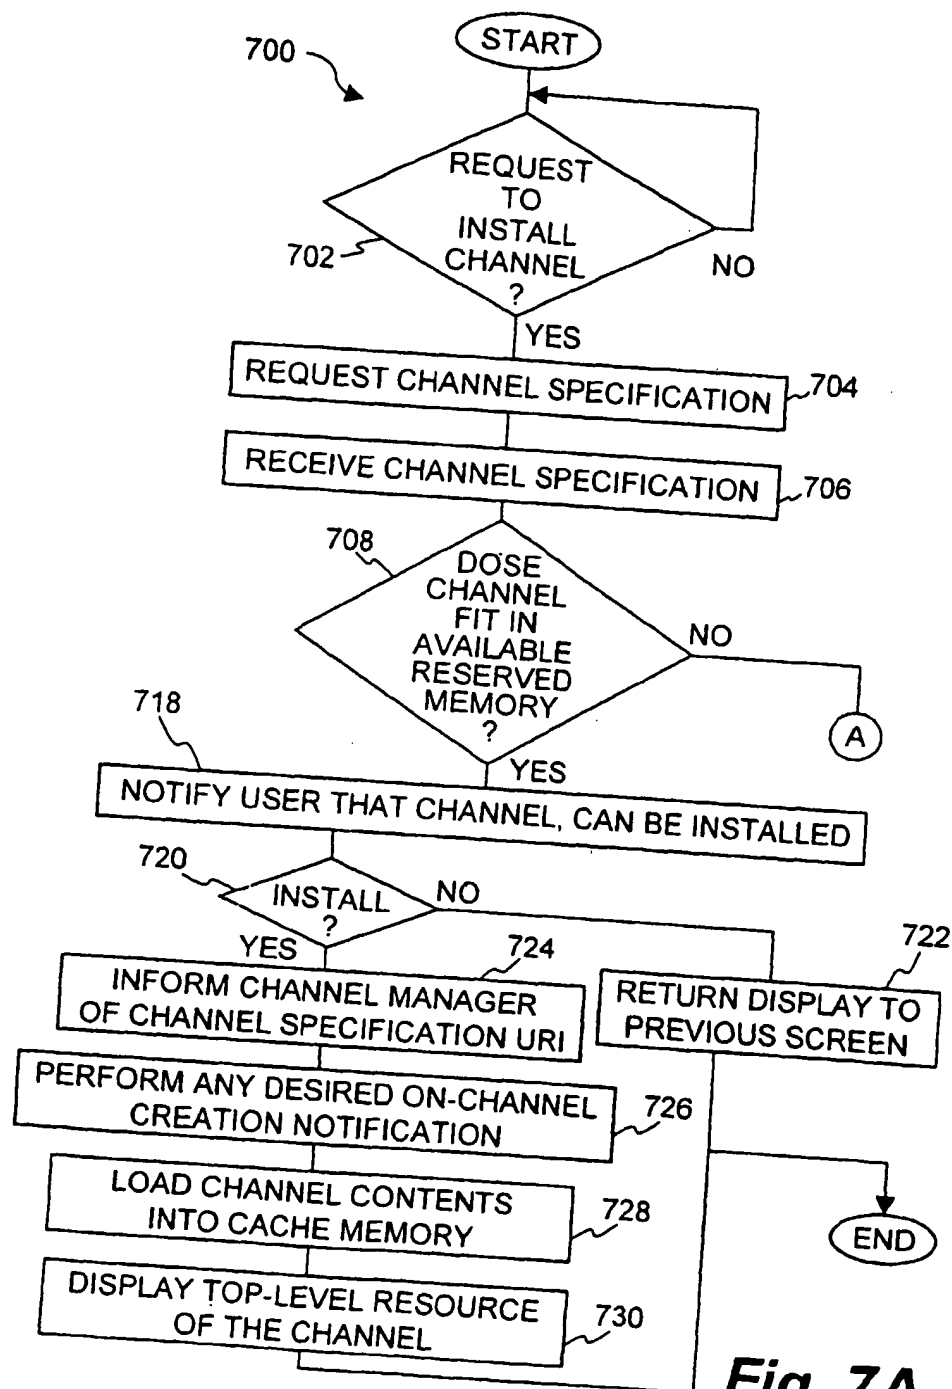 START
700
REQUEST
TO
INSTALL
CHANNEL
?
702
NO
YES
REQUEST CHANNEL SPECIFICATION
704
RECEIVE CHANNEL SPECIFICATION
706
708
DOSE
CHANNEL
FIT IN
AVAILABLE
RESERVED
MEMORY
?
NO
A
718
YES
NOTIFY USER THAT CHANNEL, CAN BE INSTALLED
720
INSTALL
?
NO
YES
724
722
INFORM CHANNEL MANAGER
OF CHANNEL SPECIFICATION URI
RETURN DISPLAY TO
PREVIOUS SCREEN
PERFORM ANY DESIRED ON-CHANNEL
CREATION NOTIFICATION
726
LOAD CHANNEL CONTENTS
INTO CACHE MEMORY
728
END
DISPLAY TOP-LEVEL RESOURCE
OF THE CHANNEL
730
Fig. 7A